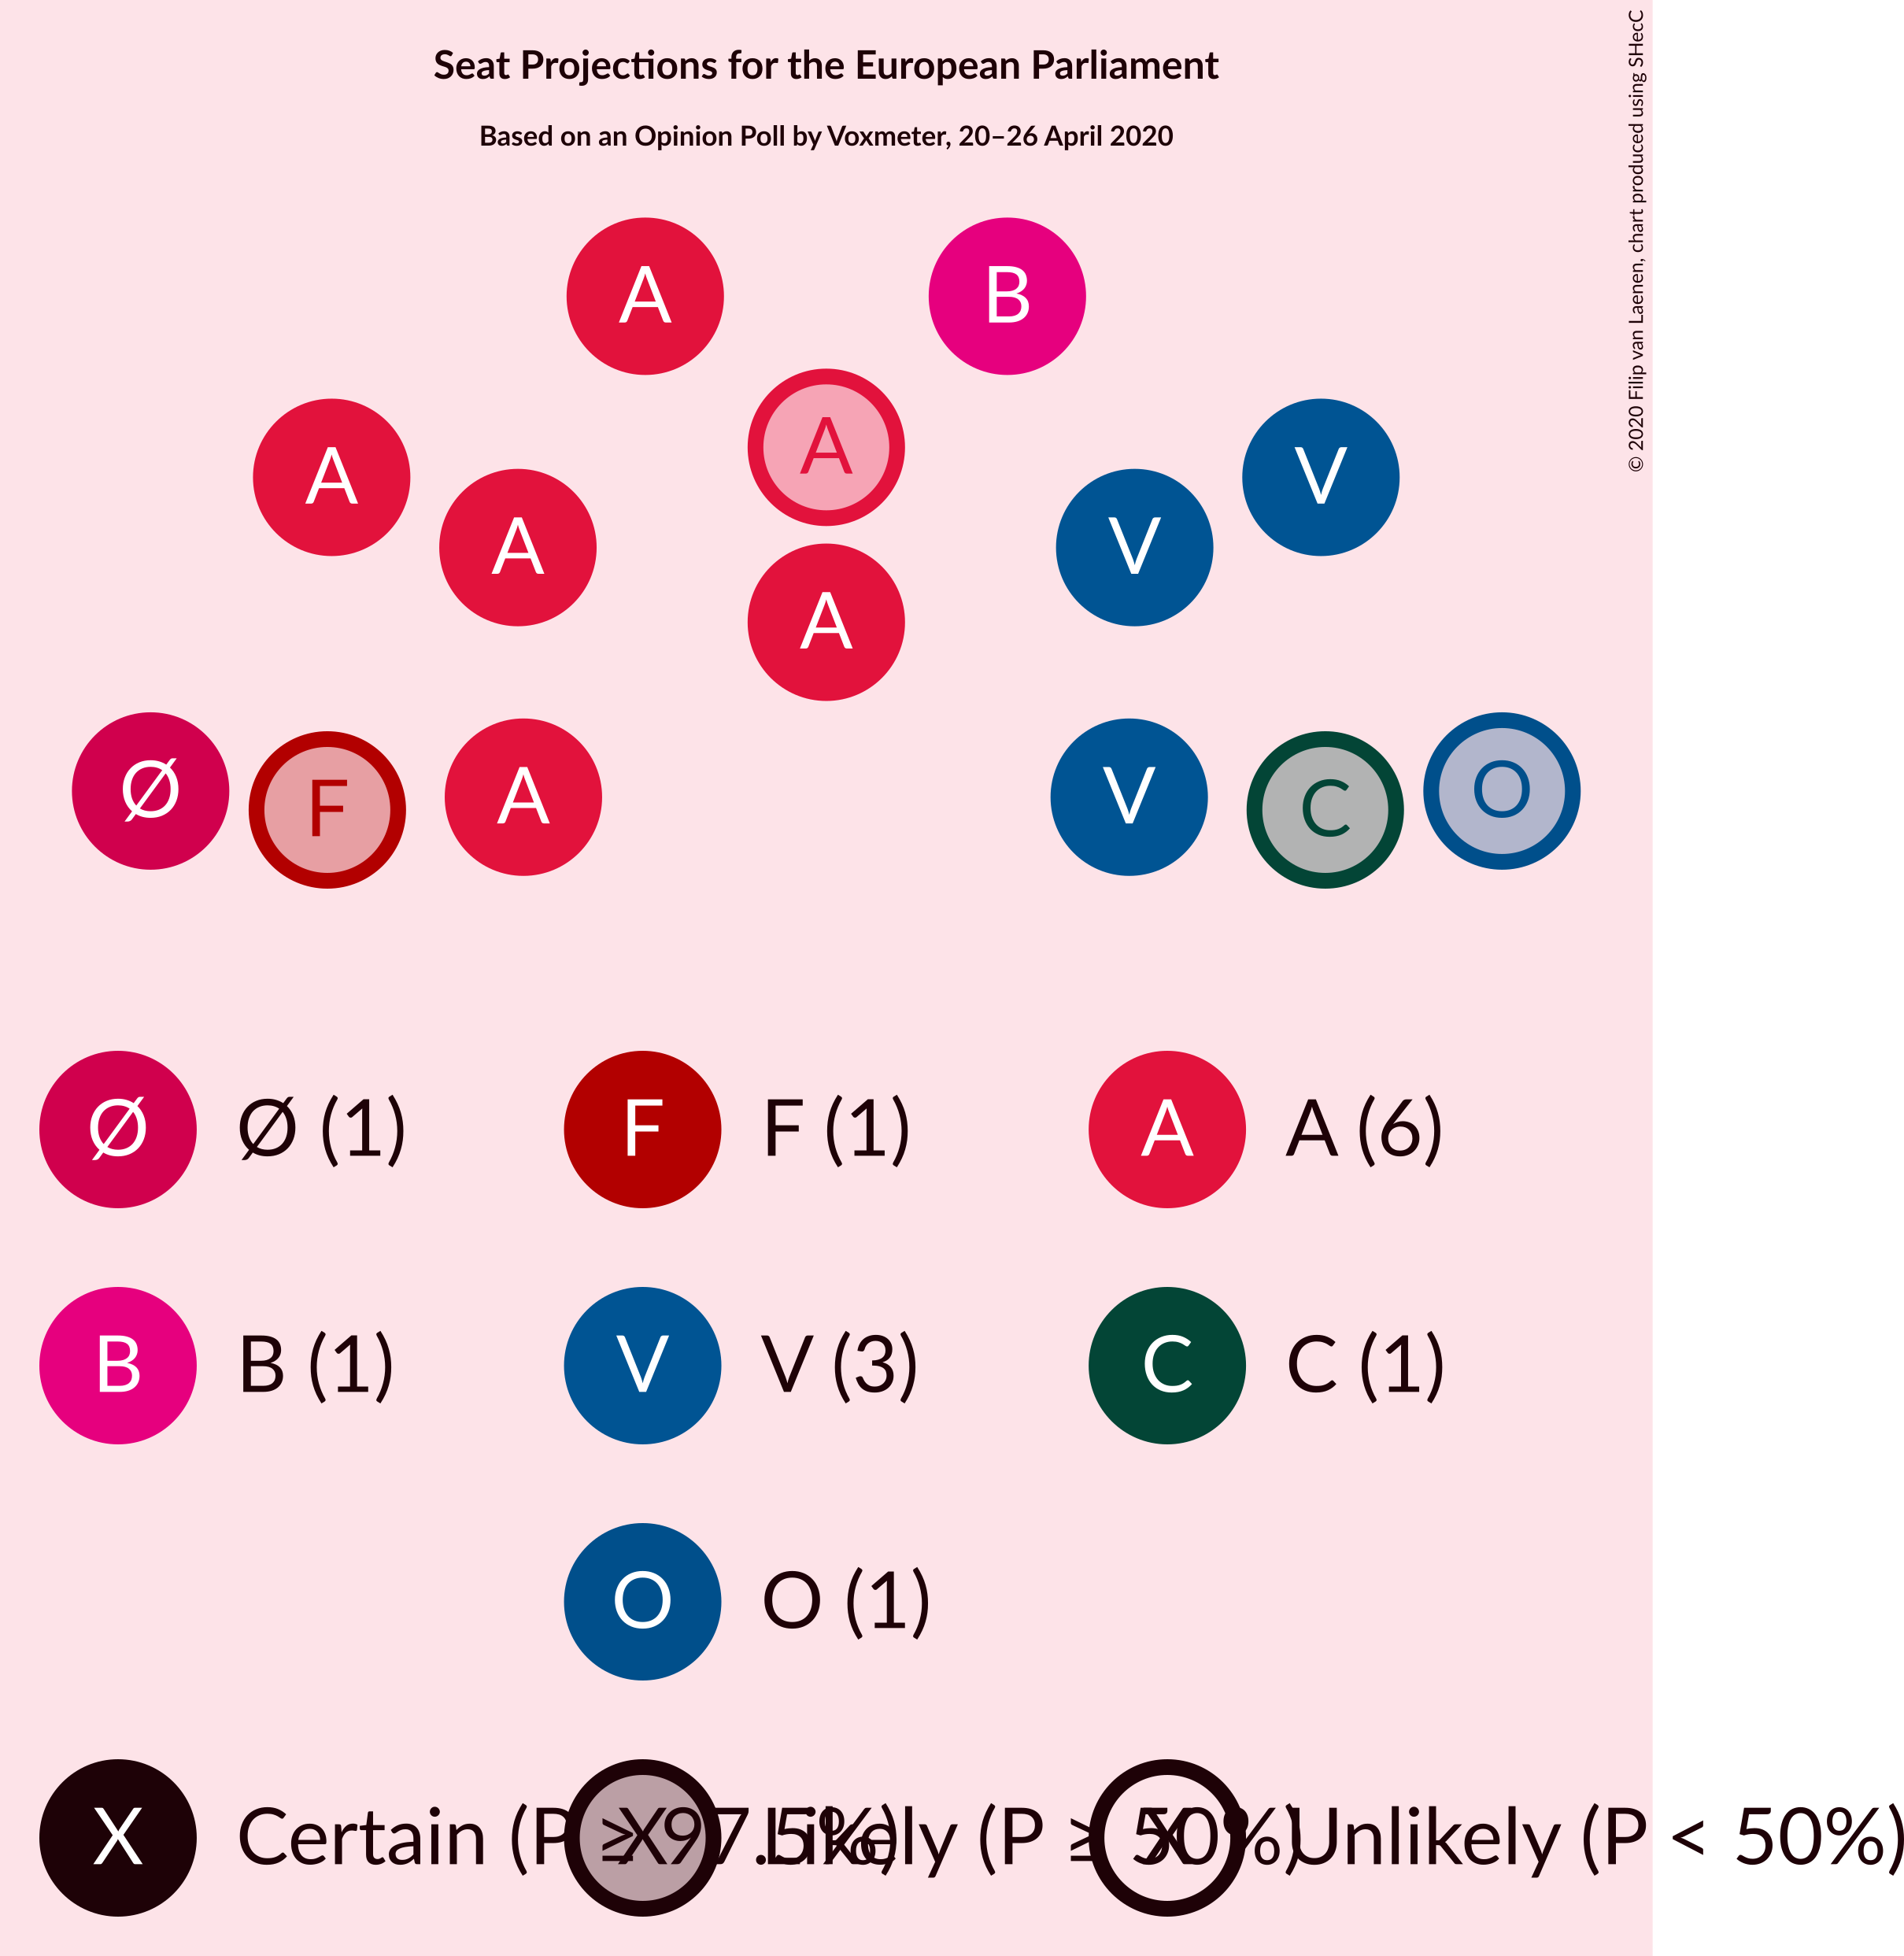 Seat Projections for the European Parliament
Based on an Opinion Poll by Voxmeter, 20–26 April 2020
© 2020 Filip van Laenen, chart produced using SHecC
A
B
A
A
V
A
V
A
Ø
F
A
V
C
O
Ø Ø (1)
F F (1)
A A (6)
B B (1)
V V (3)
C C (1)
O O (1)
X Certain (P ≥ 97.5%)
X Likely (P ≥ 50%)
X Unlikely (P < 50%)